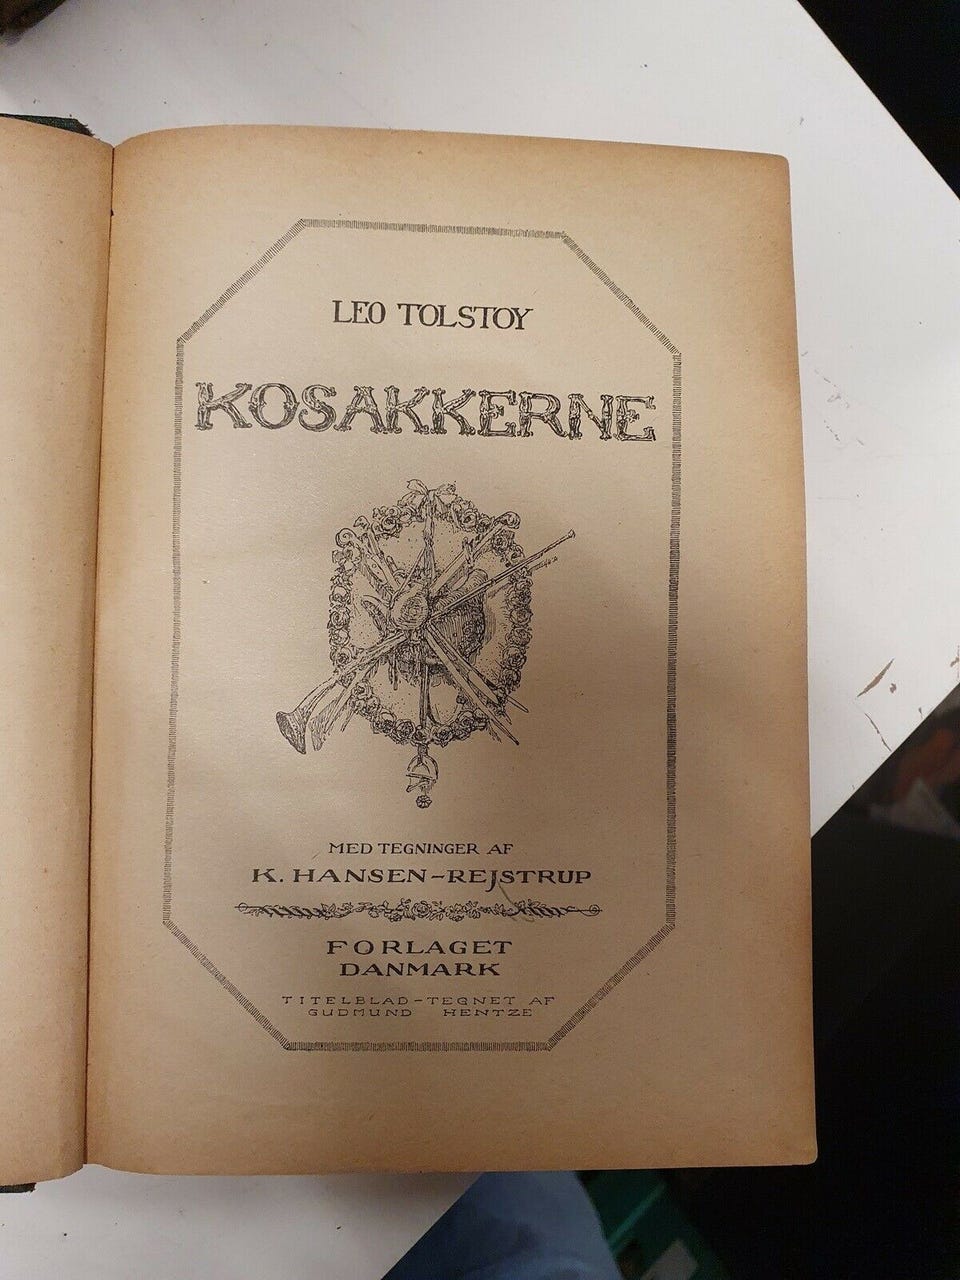 LEO TOLSTOY
KOSAKKERNE
MED TEGNINGER AF
K. HANSEN-REJSTRUP
FORLAGET
DANMARK
TITELBLAD-TEGNET AF
GUDMUND HENTZE